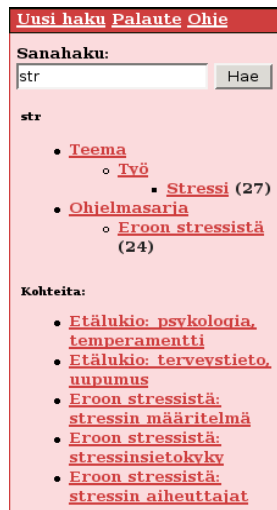 Uusi haku Palaute Ohje
Sanahaku:
str Hae
str
Teema
Työ
Stressi (27)
Ohjelmasarja
Eroon stressistä
(24)
Kohteita:
Etälukio: psykologia,
temperamentti
Etälukio: terveystieto,
uupumus
Eroon stressistä:
stressin määritelmä
Eroon stressistä:
stressinsietokyky
Eroon stressistä:
stressin aiheuttajat